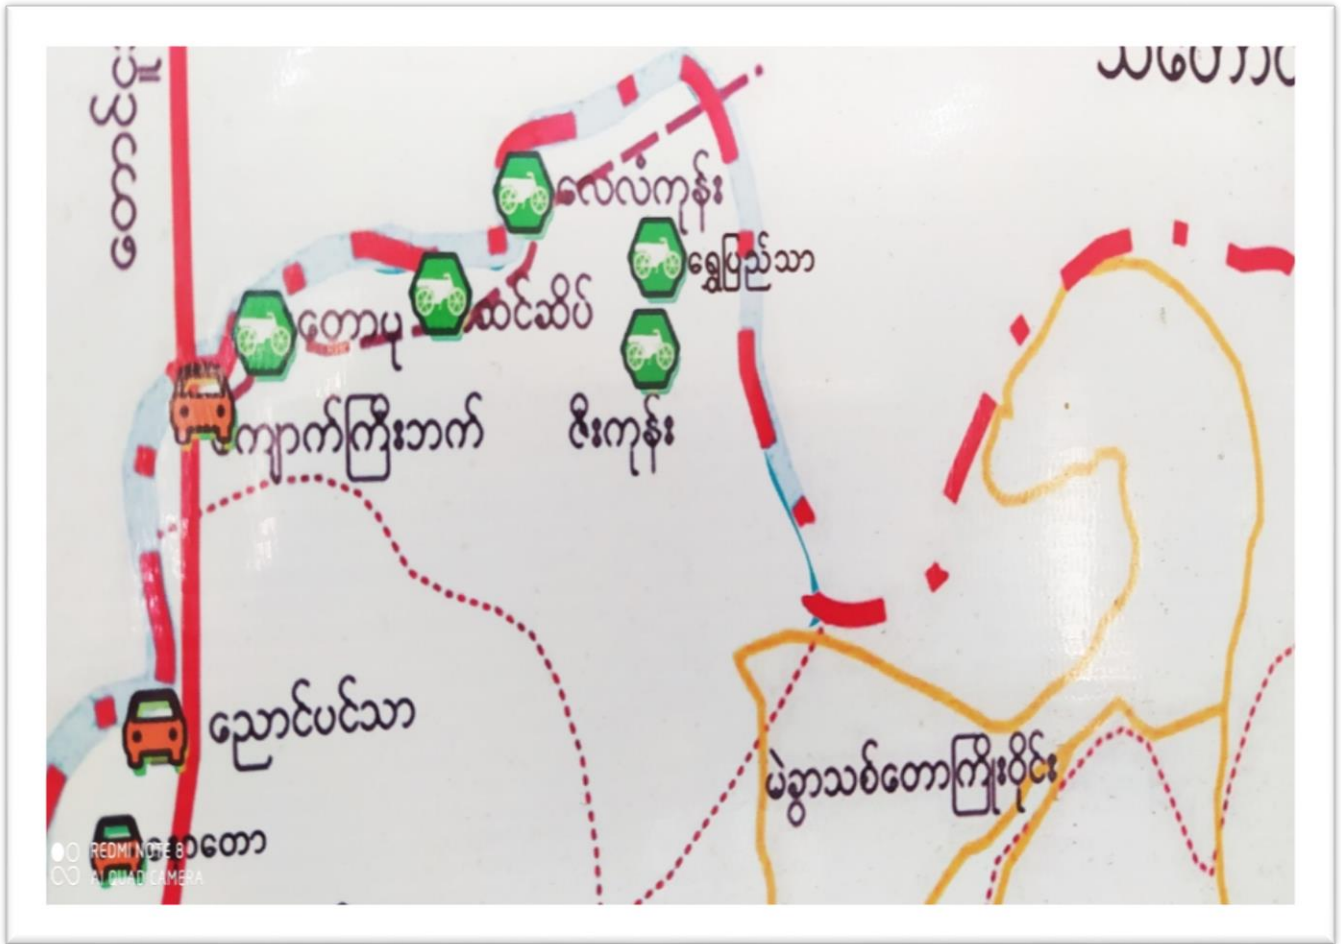 လေလံကုန်း
ရွှေပြည်သာ
ဆင်ဆိပ်
တောပု
ကျောက်ကြီးဘက်
ဇီးကုန်း
ညောင်ပင်သာ
မဲခွာသစ်တောကြိုးဝိုင်း
REDMI NOTE 8
AI QUAD CAMERA